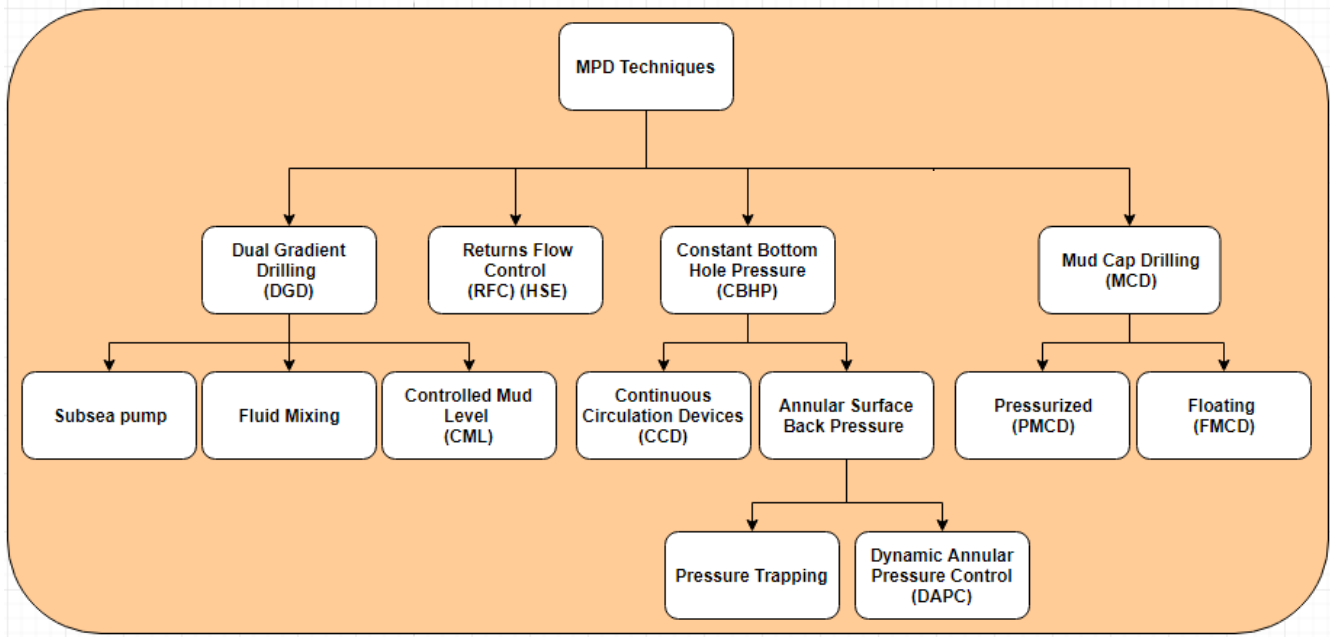 MPD Techniques
Dual Gradient
Drilling
(DGD)
Returns Flow
Control
(RFC) (HSE)
Constant Bottom
Hole Pressure
(CBHP)
Mud Cap Drilling
(MCD)
Subsea pump
Fluid Mixing
Controlled Mud
Level
(CML)
Continuous
Circulation Devices
(CCD)
Annular Surface
Back Pressure
Pressurized
(PMCD)
Floating
(FMCD)
Pressure Trapping
Dynamic Annular
Pressure Control
(DAPC)